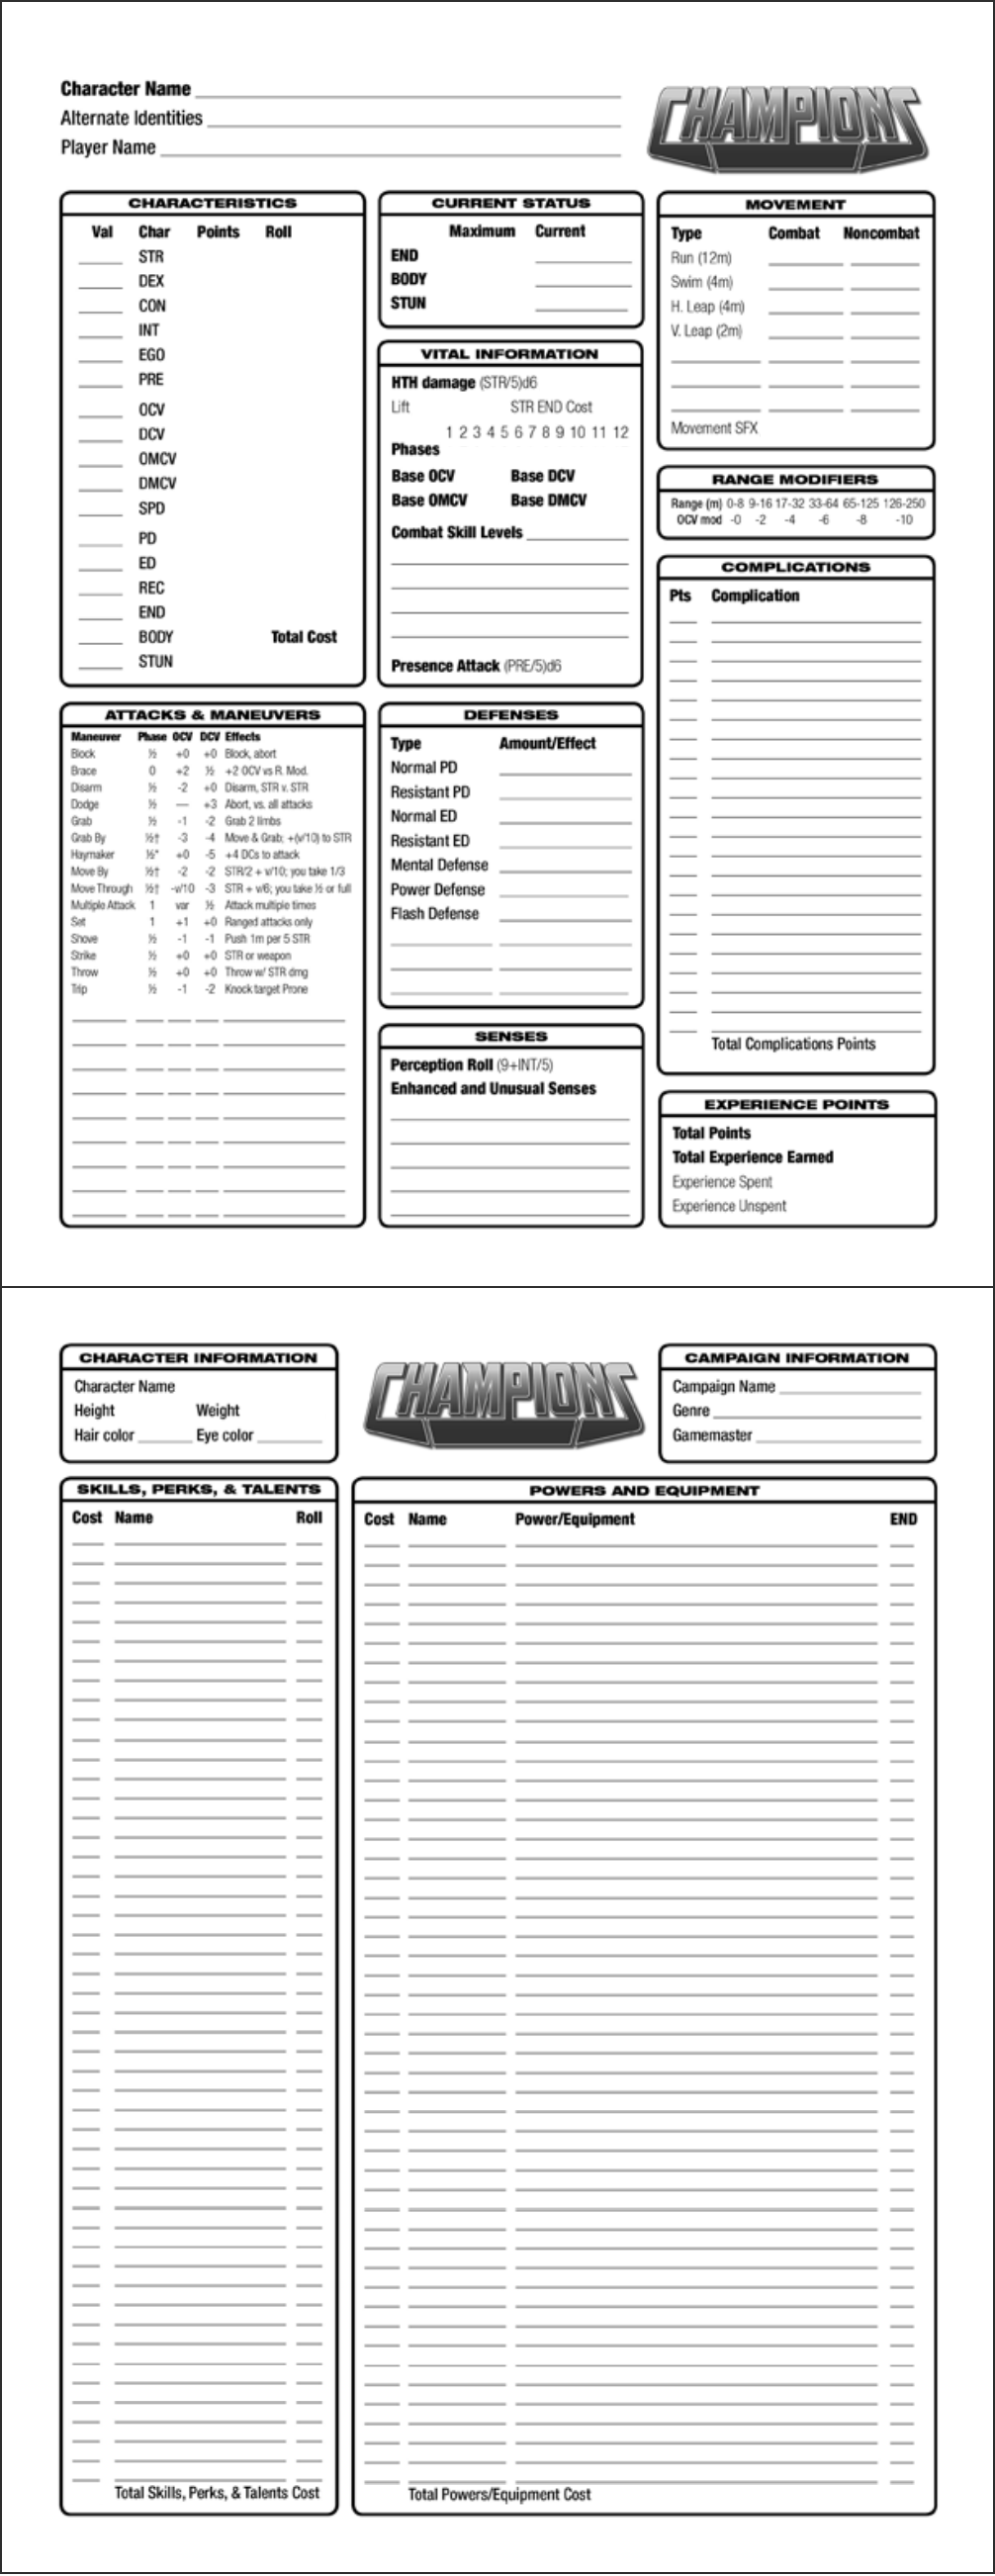 Character Name
Alternate Identities
Player Name
CHAMPIONS
CHARACTERISTICS
Val Char Points Roll
STR
DEX
CON
INT
EGO
PRE
OCV
DCV
OMCV
DMCV
SPD
PD
ED
REC
END
BODY Total Cost
STUN
CURRENT STATUS
Maximum Current
END
BODY
STUN
VITAL INFORMATION
HTH damage (STR/5)d6
Lift STR END Cost
1 2 3 4 5 6 7 8 9 10 11 12
Phases
Base OCV Base DCV
Base OMCV Base DMCV
Combat Skill Levels
Presence Attack (PRE/5)d6
MOVEMENT
Type Combat Noncombat
Run (12m)
Swim (4m)
H. Leap (4m)
V. Leap (2m)
Movement SFX
RANGE MODIFIERS
Range (m) 0-8 9-16 17-32 33-64 65-125 126-250
OCV mod -0 -2 -4 -6 -8 -10
COMPLICATIONS
Pts Complication
Total Complications Points
ATTACKS & MANEUVERS
Maneuver Phase OCV DCV Effects
Block ½ +0 +0 Block, abort
Brace 0 +2 ½ +2 OCV vs R. Mod.
Disarm ½ -2 +0 Disarm, STR v. STR
Dodge ½ — +3 Abort, vs. all attacks
Grab ½ -1 -2 Grab 2 limbs
Grab By ½† -3 -4 Move & Grab; +(v/10) to STR
Haymaker ½* +0 -5 +4 DCs to attack
Move By ½† -2 -2 STR/2 + v/10; you take 1/3
Move Through ½† -v/10 -3 STR + v/6; you take ½ or full
Multiple Attack 1 var ½ Attack multiple times
Set 1 +1 +0 Ranged attacks only
Shove ½ -1 -1 Push 1m per 5 STR
Strike ½ +0 +0 STR or weapon
Throw ½ +0 +0 Throw w/ STR dmg
Trip ½ -1 -2 Knock target Prone
DEFENSES
Type Amount/Effect
Normal PD
Resistant PD
Normal ED
Resistant ED
Mental Defense
Power Defense
Flash Defense
SENSES
Perception Roll (9+INT/5)
Enhanced and Unusual Senses
EXPERIENCE POINTS
Total Points
Total Experience Earned
Experience Spent
Experience Unspent
CHARACTER INFORMATION
Character Name
Height Weight
Hair color Eye color
CHAMPIONS
CAMPAIGN INFORMATION
Campaign Name
Genre
Gamemaster
SKILLS, PERKS, & TALENTS
Cost Name Roll
Total Skills, Perks, & Talents Cost
POWERS AND EQUIPMENT
Cost Name Power/Equipment END
Total Powers/Equipment Cost